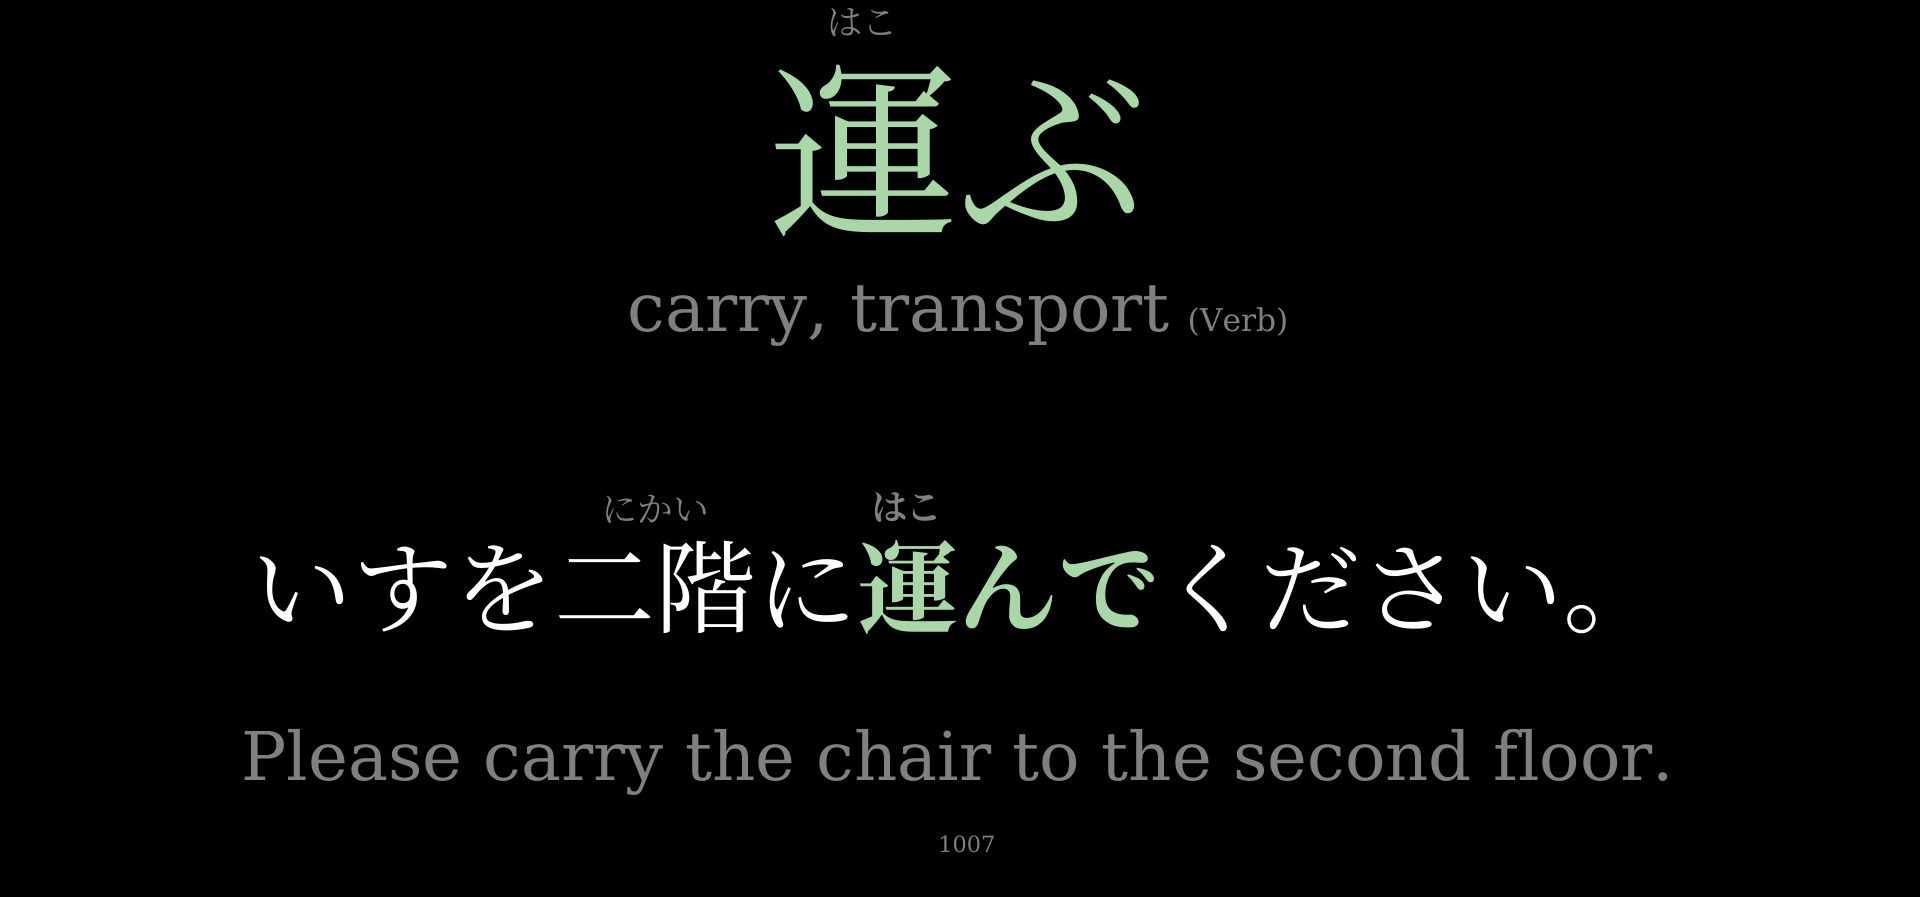 はこ
運ぶ
carry, transport (Verb)
にかい はこ
いすを二階に運んでください。
Please carry the chair to the second floor.
1007